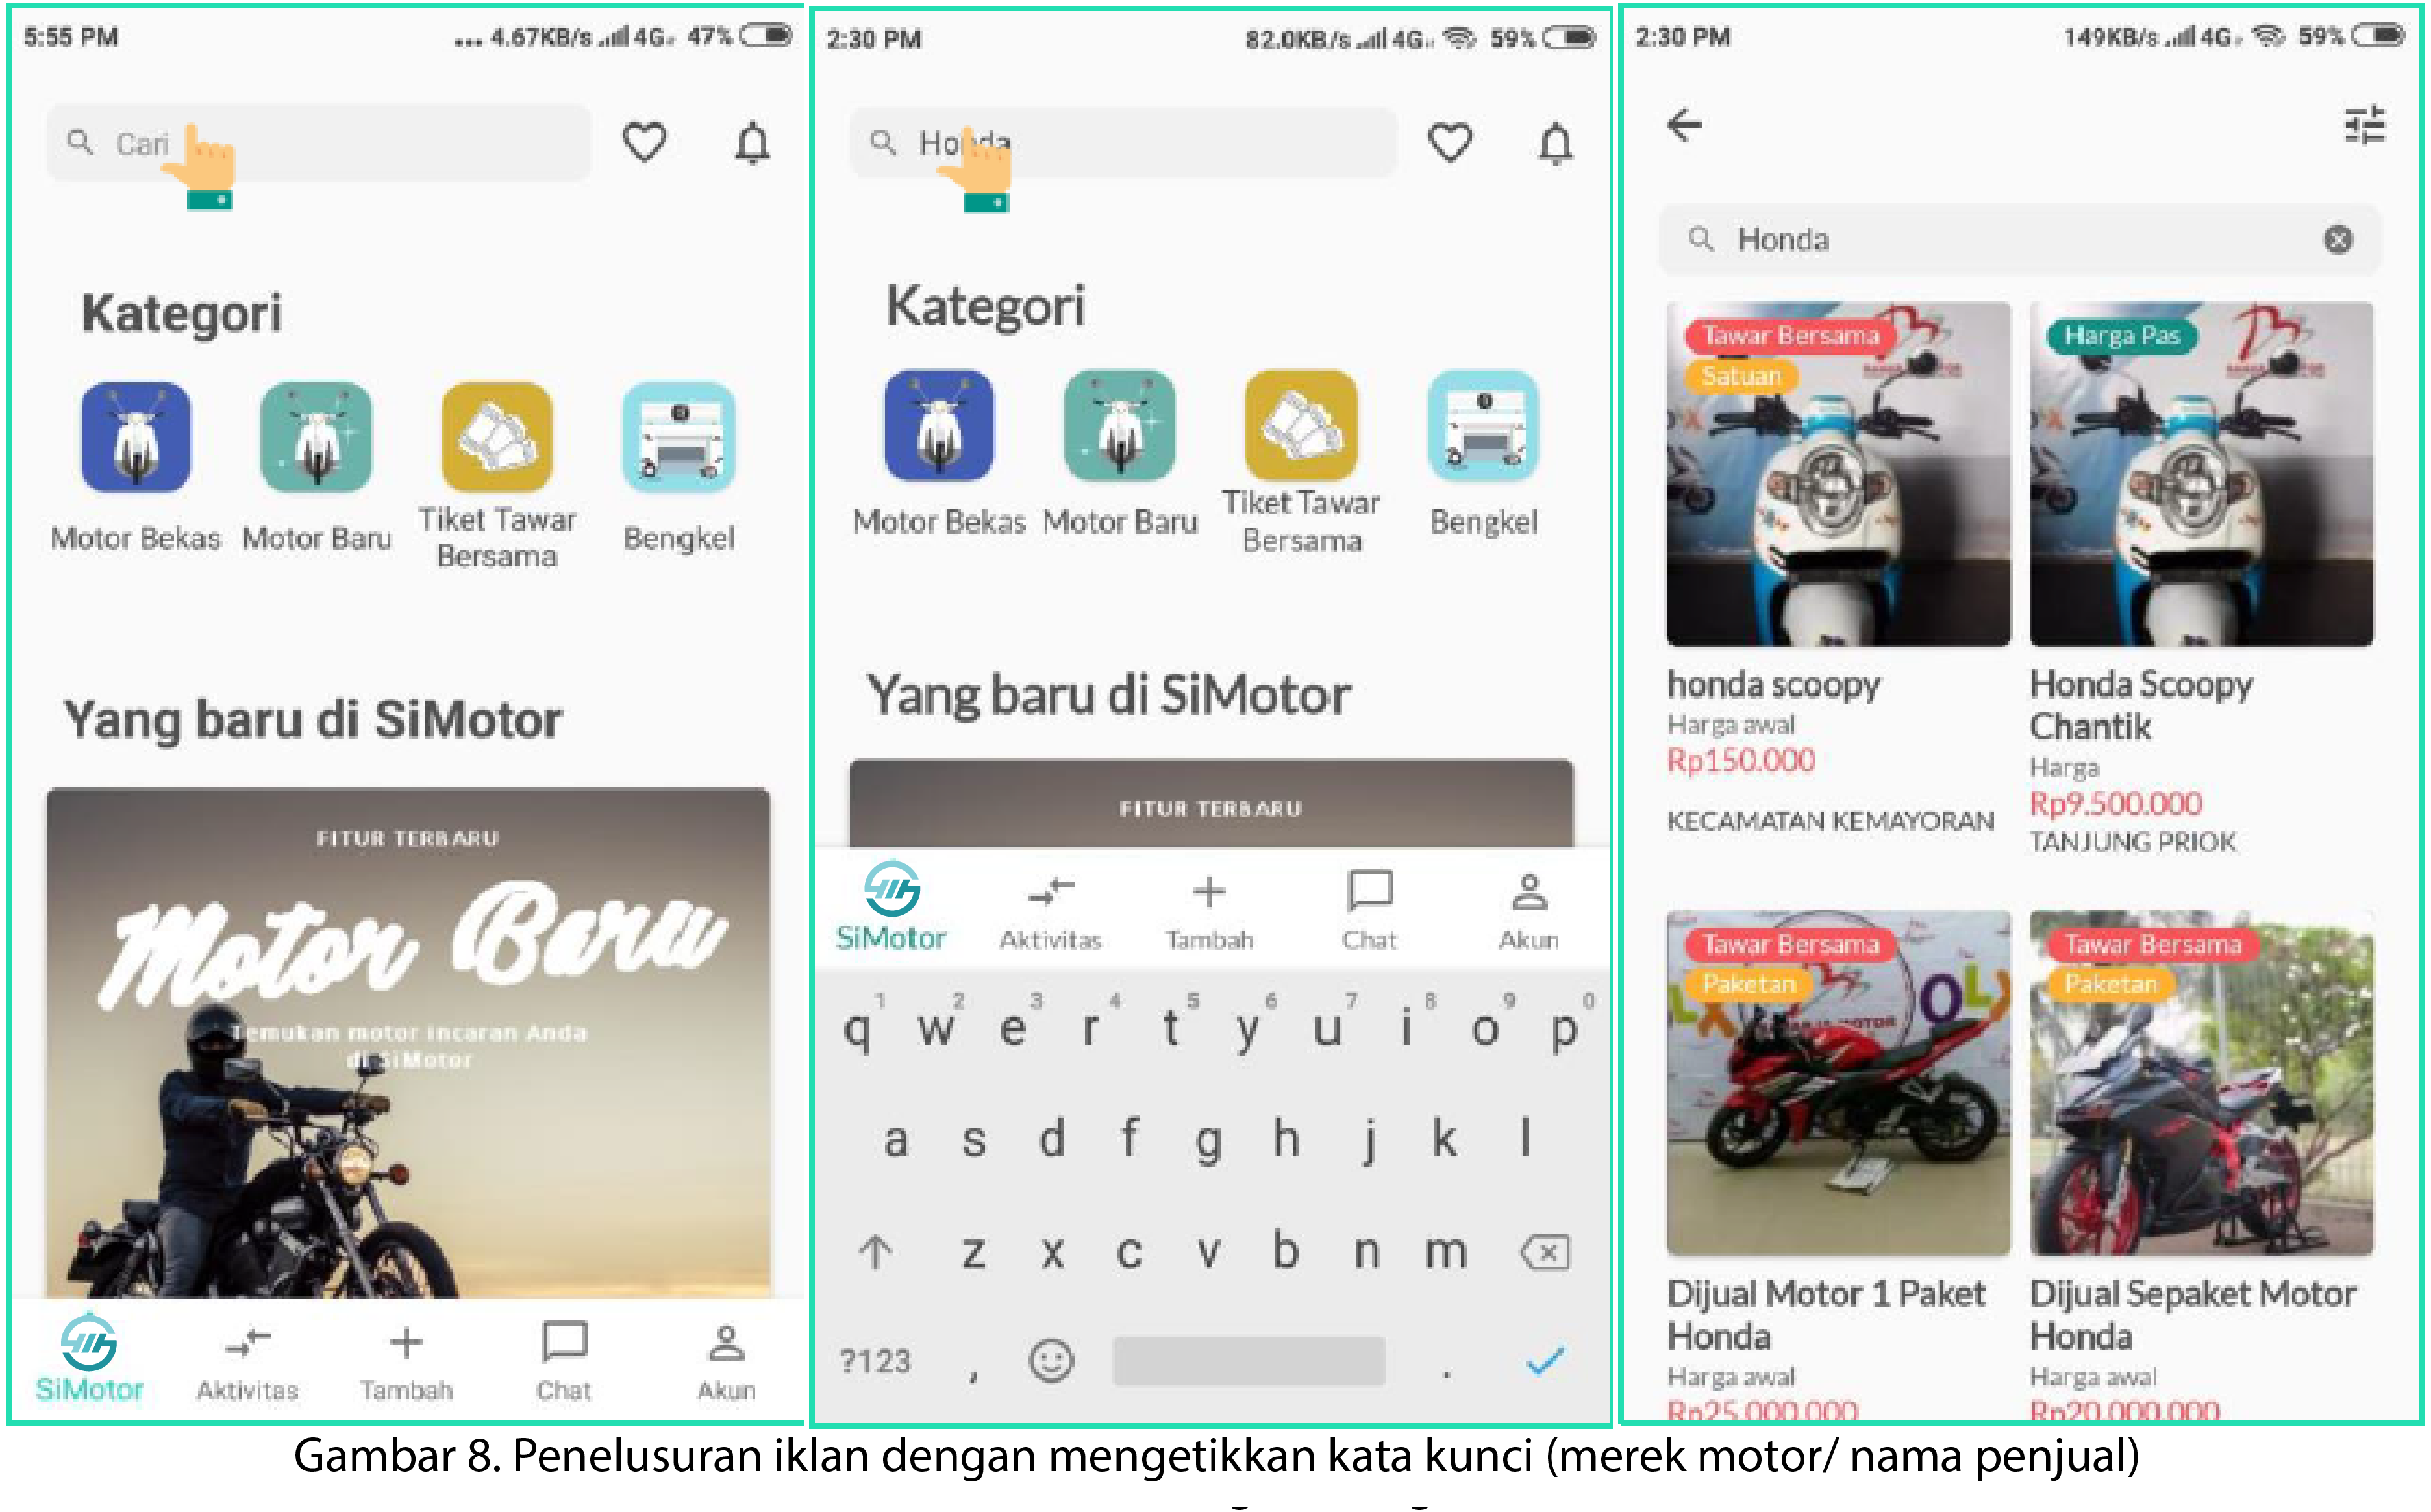 5:55 PM
... 4.67KB/s 4G 47%
Cari
Kategori
Motor Bekas
Motor Baru
Tiket Tawar
Bersama
Bengkel
Yang baru di SiMotor
FITUR TERBARU
Motor Baru
Temukan motor incaran Anda
di SiMotor
SiMotor
Aktivitas
Tambah
Chat
Akun
2:30 PM
82.0KB/s 4G 59%
Honda
Kategori
Motor Bekas
Motor Baru
Tiket Tawar
Bersama
Bengkel
Yang baru di SiMotor
FITUR TERBARU
SiMotor
Aktivitas
Tambah
Chat
Akun
1 2 3 4 5 6 7 8 9 0
q w e r t y u i o p
a s d f g h j k l
z x c v b n m
?123 , .
2:30 PM
149KB/s 4G 59%
Honda
Tawar Bersama
Satuan
honda scoopy
Harga awal
Rp150.000
KECAMATAN KEMAYORAN
Harga Pas
Honda Scoopy
Chantik
Harga
Rp9.500.000
TANJUNG PRIOK
Tawar Bersama
Paketan
Dijual Motor 1 Paket
Honda
Harga awal
Rp25.000.000
Tawar Bersama
Paketan
Dijual Sepaket Motor
Honda
Harga awal
Rp20.000.000
Gambar 8. Penelusuran iklan dengan mengetikkan kata kunci (merek motor/ nama penjual)